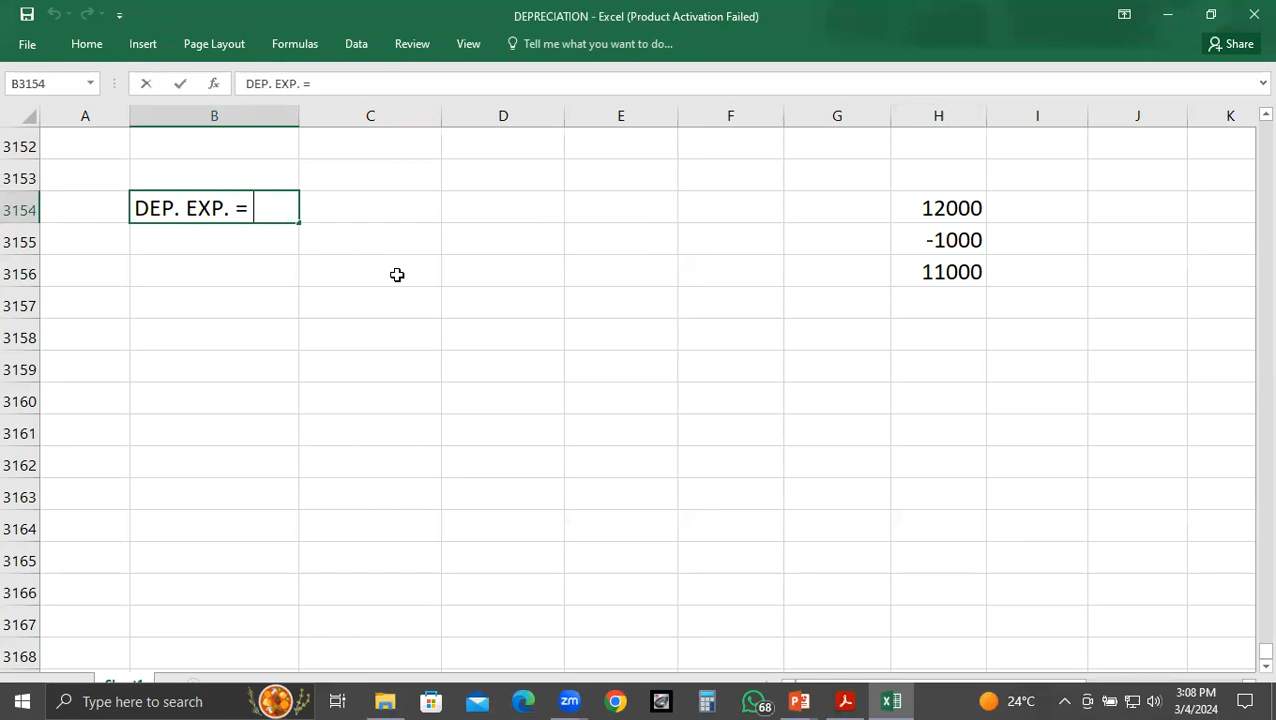 DEPRECIATION - Excel (Product Activation Failed)
File Home Insert Page Layout Formulas Data Review View Tell me what you want to do... Share
B3154 fx DEP. EXP. =
A B C D E F G H I J K
3152
3153
3154 DEP. EXP. = 12000
3155 -1000
3156 11000
3157
3158
3159
3160
3161
3162
3163
3164
3165
3166
3167
3168
Type here to search 68 24°C 3:08 PM
3/4/2024